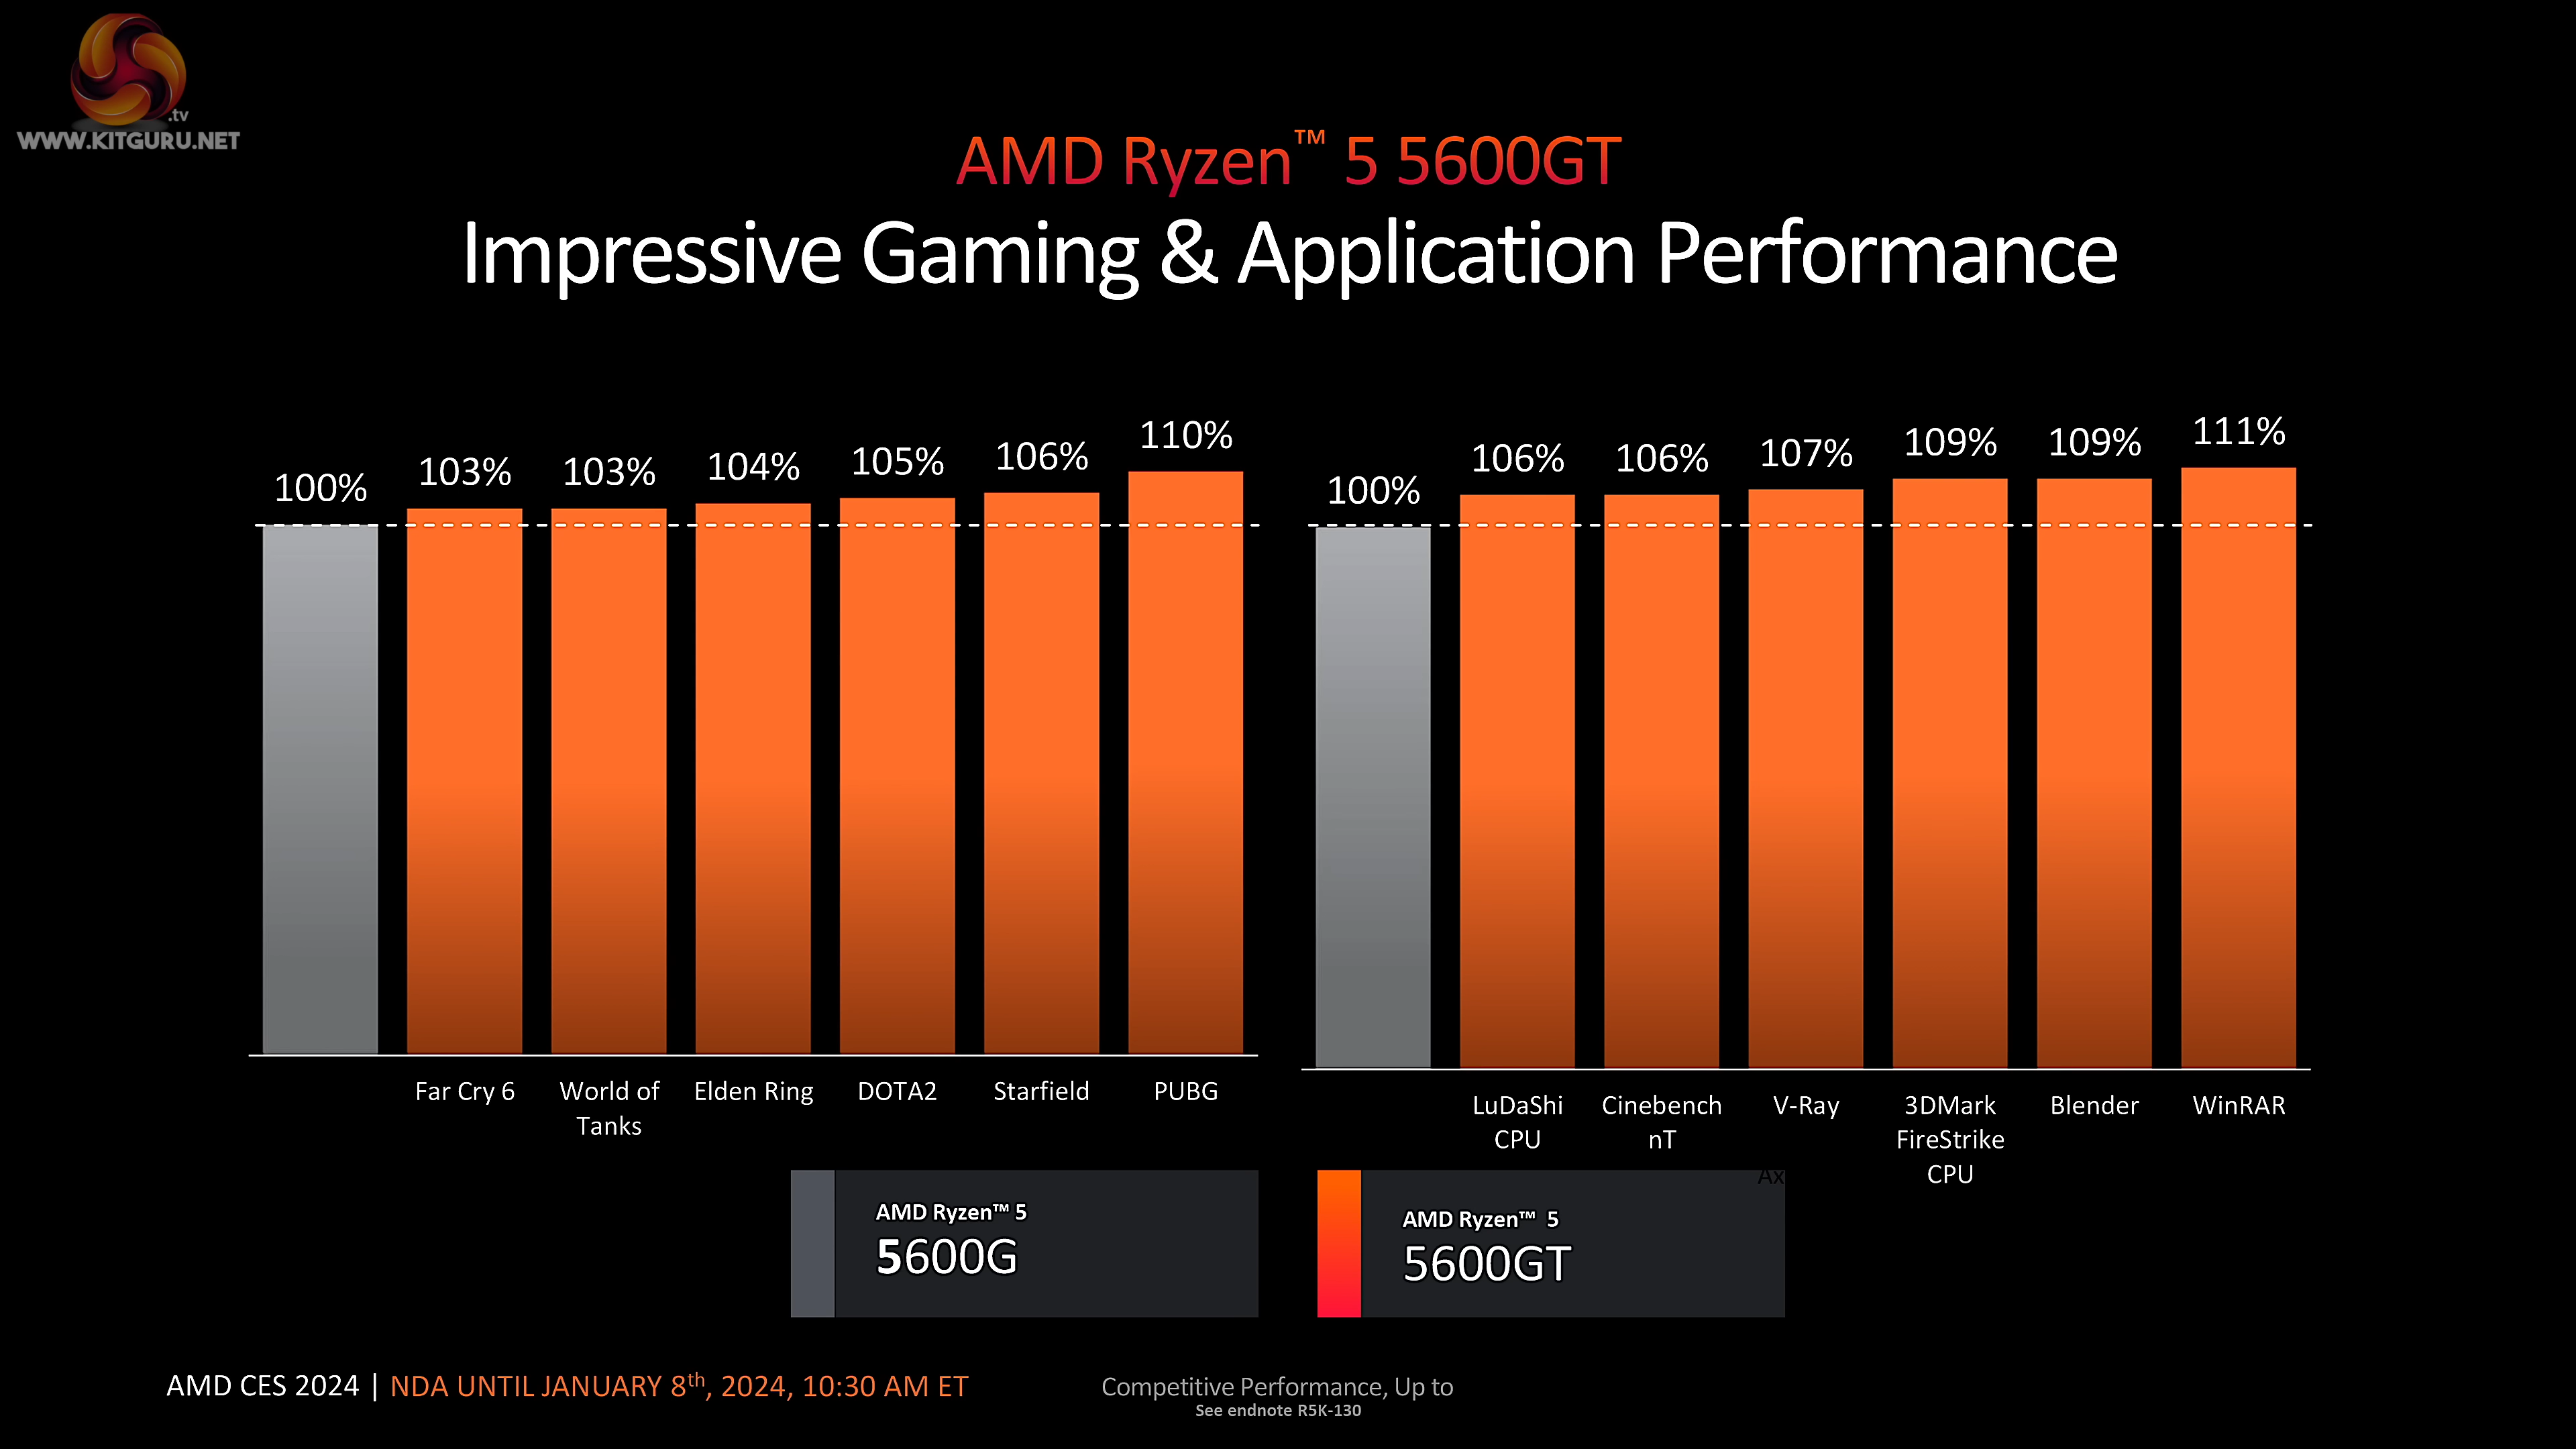 .tv
WWW.KITGURU.NET
AMD Ryzen™ 5 5600GT
Impressive Gaming & Application Performance
100%
103%
103%
104%
105%
106%
110%
Far Cry 6
World of
Tanks
Elden Ring
DOTA2
Starfield
PUBG
100%
106%
106%
107%
109%
109%
111%
LuDaShi
CPU
Cinebench
nT
V-Ray
3DMark
FireStrike
CPU
Blender
WinRAR
AMD Ryzen™ 5
5600G
Ax
AMD Ryzen™ 5
5600GT
AMD CES 2024 | NDA UNTIL JANUARY 8th, 2024, 10:30 AM ET
Competitive Performance, Up to
See endnote R5K-130